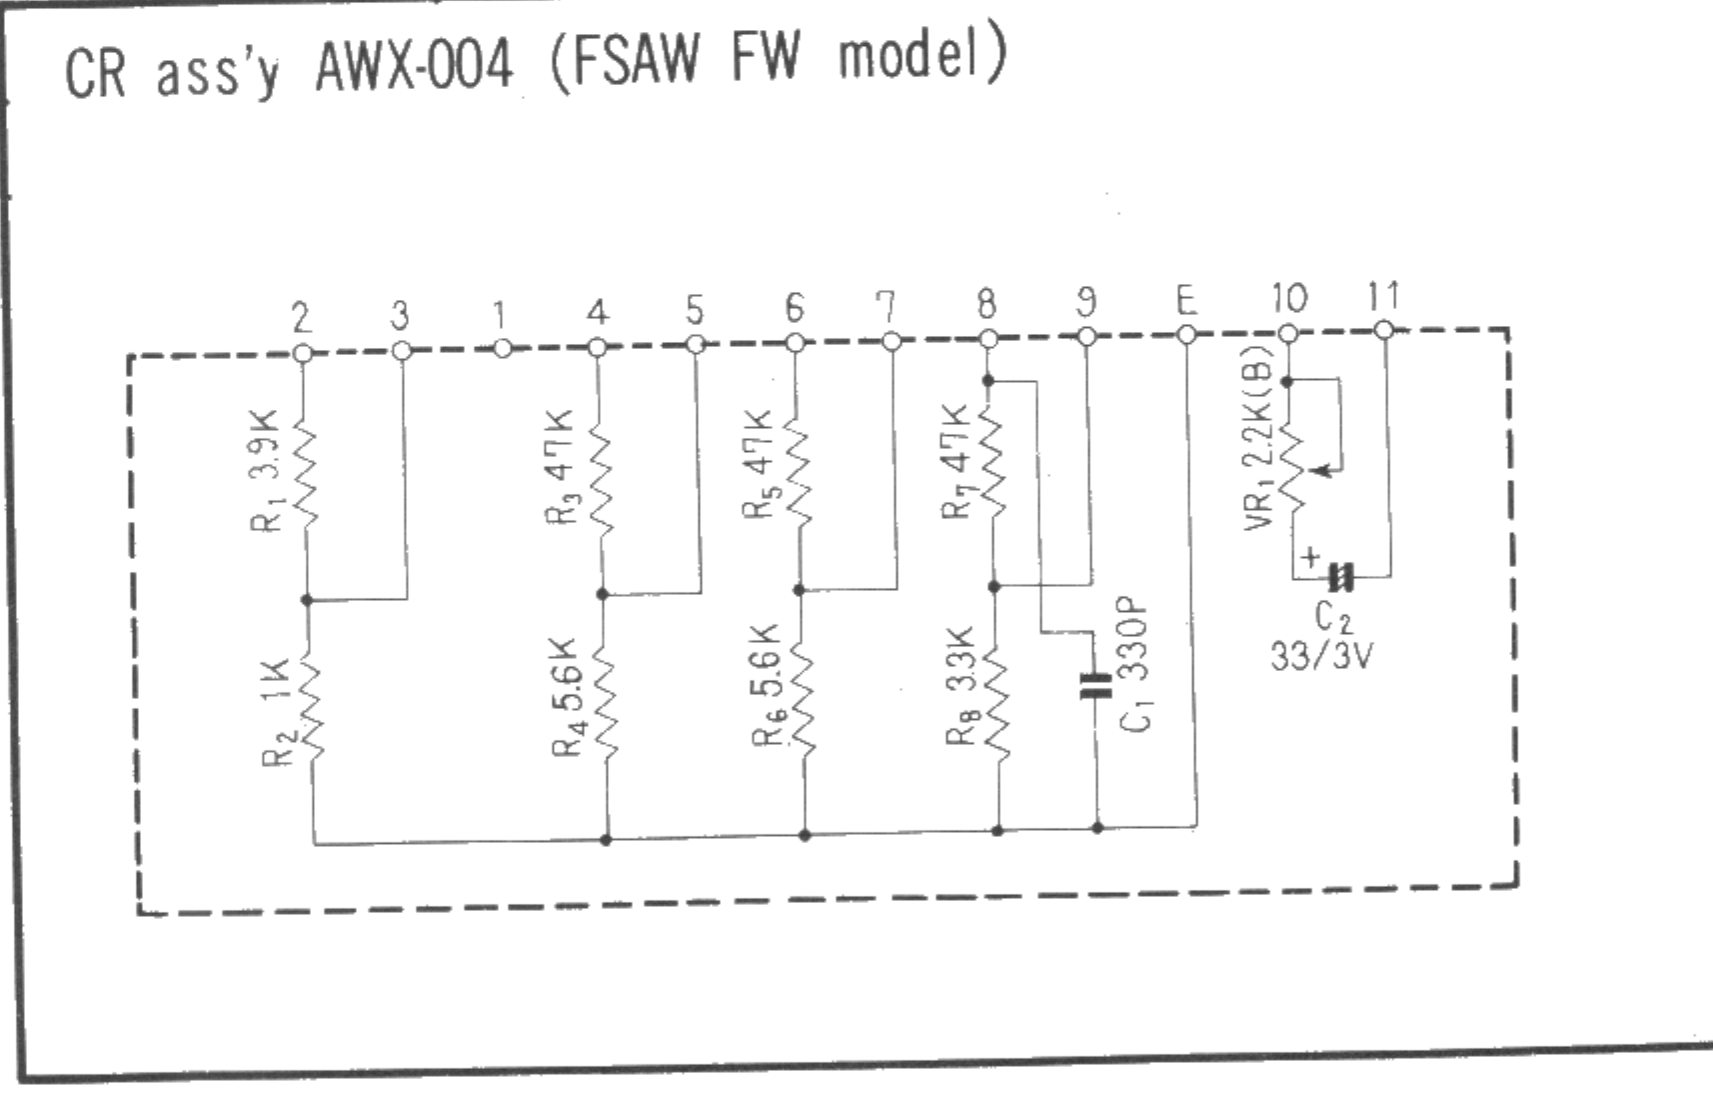 CR ass'y AWX-004 (FSAW FW model)
2 3 1 4 5 6 7 8 9 E 10 11
R1 3.9K
R2 1K
R3 47K
R4 5.6K
R5 47K
R6 5.6K
R7 47K
R8 3.3K
C1 330P
VR1 2.2K(B)
+
C2
33/3V